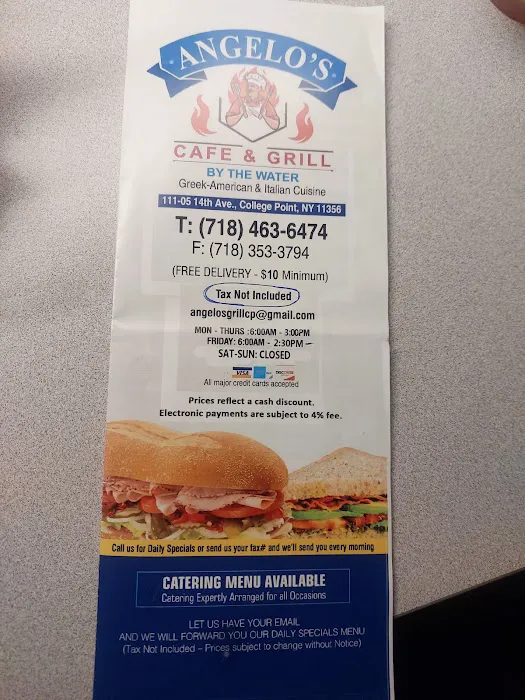 ANGELO'S
CAFE & GRILL
BY THE WATER
Greek-American & Italian Cuisine
111-05 14th Ave., College Point, NY 11356
T: (718) 463-6474
F: (718) 353-3794
(FREE DELIVERY - $10 Minimum)
Tax Not Included
angelosgrillcp@gmail.com
MON - THURS :6:00AM - 3:00PM
FRIDAY: 6:00AM - 2:30PM
SAT-SUN: CLOSED
VISA
All major credit cards accepted
Prices reflect a cash discount.
Electronic payments are subject to 4% fee.
Call us for Daily Specials or send us your fax# and we'll send you every morning
CATERING MENU AVAILABLE
Catering Expertly Arranged for all Occasions
LET US HAVE YOUR EMAIL
AND WE WILL FORWARD YOU OUR DAILY SPECIALS MENU
(Tax Not Included – Prices subject to change without Notice)